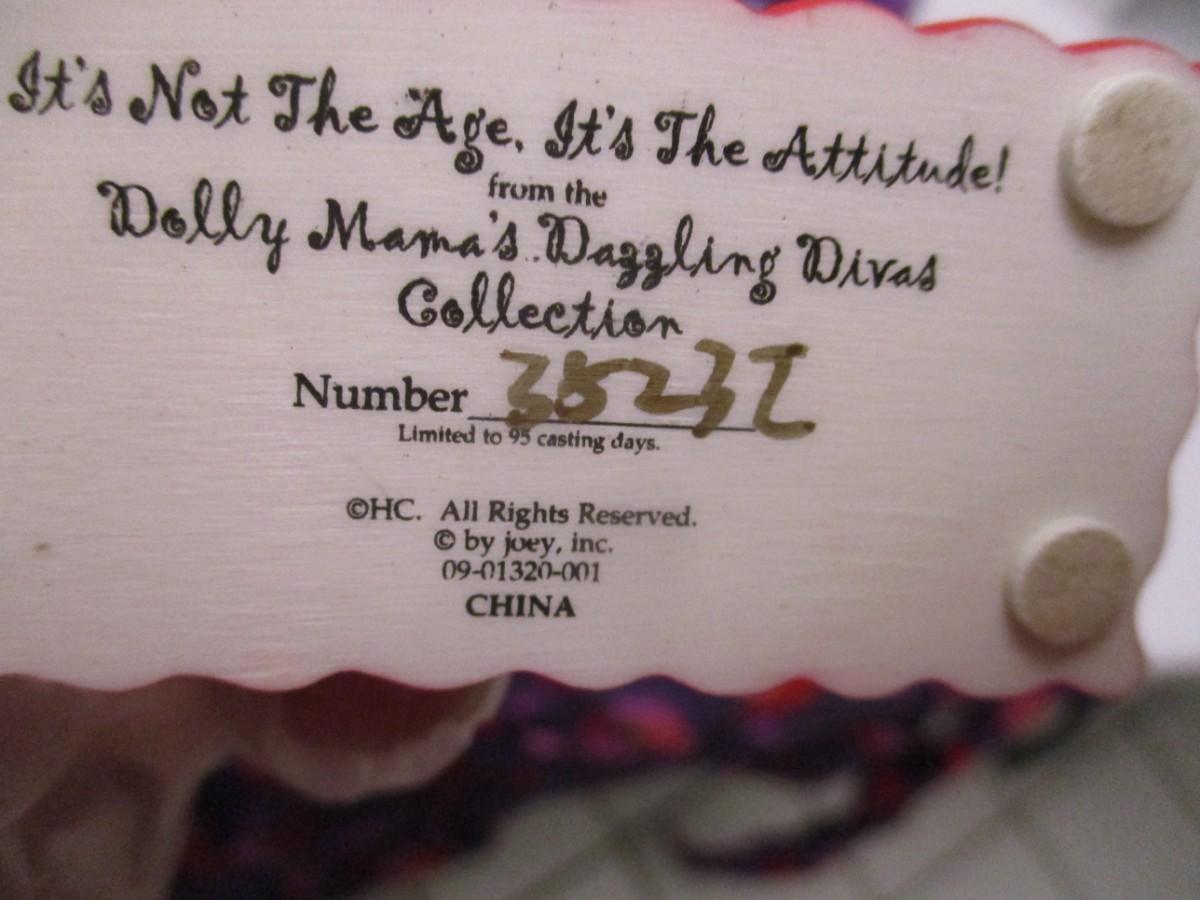 It's Not The Age, It's The Attitude!
from the
Dolly Mama's Dazzling Divas
Collection
Number
Limited to 95 casting days.
©HC. All Rights Reserved.
© by joey, inc.
09-01320-001
CHINA